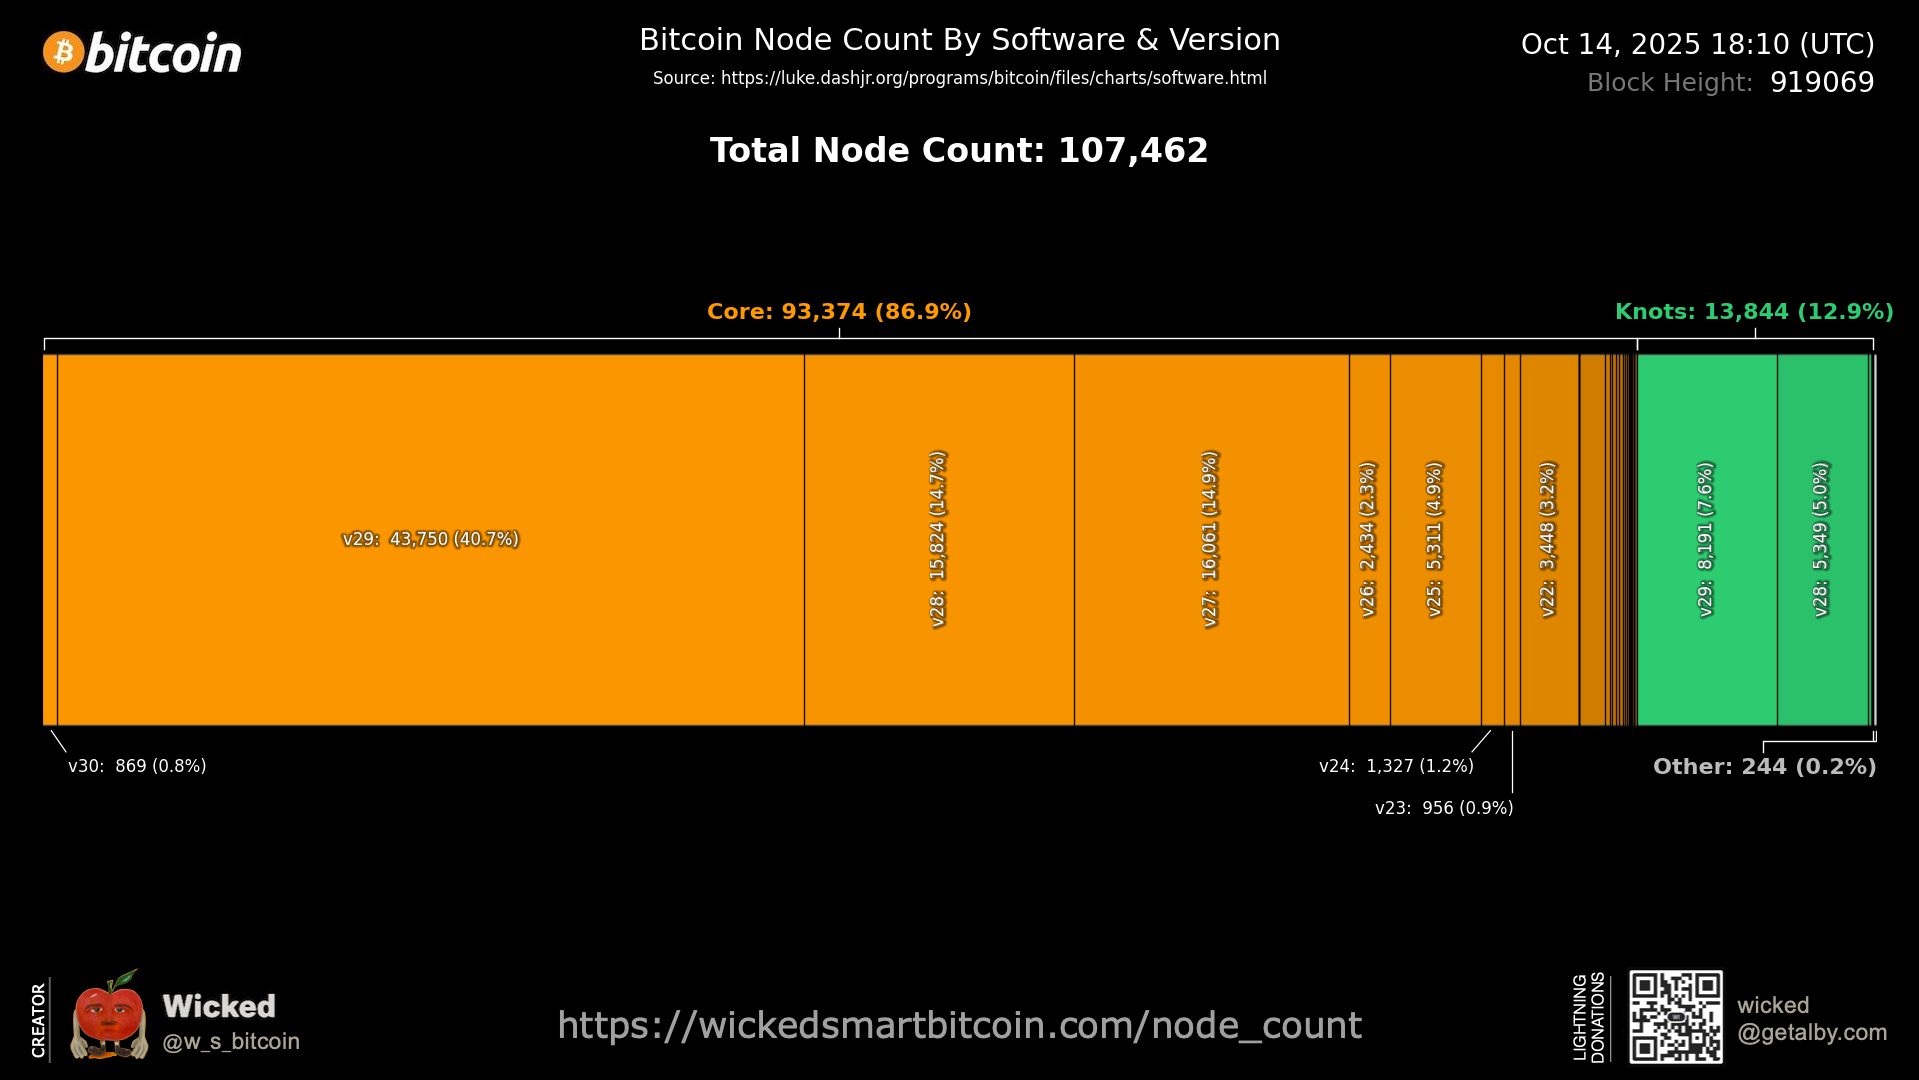 bitcoin
Bitcoin Node Count By Software & Version
Source: https://luke.dashjr.org/programs/bitcoin/files/charts/software.html
Oct 14, 2025 18:10 (UTC)
Block Height: 919069
Total Node Count: 107,462
Core: 93,374 (86.9%)
Knots: 13,844 (12.9%)
v29: 43,750 (40.7%)
v28: 15,824 (14.7%)
v27: 16,061 (14.9%)
v26: 2,434 (2.3%)
v25: 5,311 (4.9%)
v22: 3,448 (3.2%)
v29: 8,191 (7.6%)
v28: 5,349 (5.0%)
v30: 869 (0.8%)
v24: 1,327 (1.2%)
v23: 956 (0.9%)
Other: 244 (0.2%)
CREATOR
Wicked
@w_s_bitcoin
https://wickedsmartbitcoin.com/node_count
LIGHTNING
DONATIONS
wicked
@getalby.com